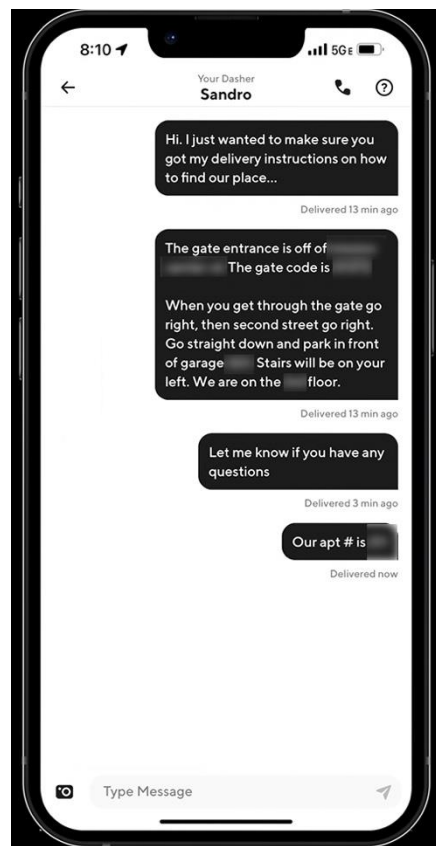 8:10
5GE
Your Dasher
Sandro
Hi. I just wanted to make sure you
got my delivery instructions on how
to find our place...
Delivered 13 min ago
The gate entrance is off of
The gate code is
When you get through the gate go
right, then second street go right.
Go straight down and park in front
of garage Stairs will be on your
left. We are on the floor.
Delivered 13 min ago
Let me know if you have any
questions
Delivered 3 min ago
Our apt # is
Delivered now
Type Message